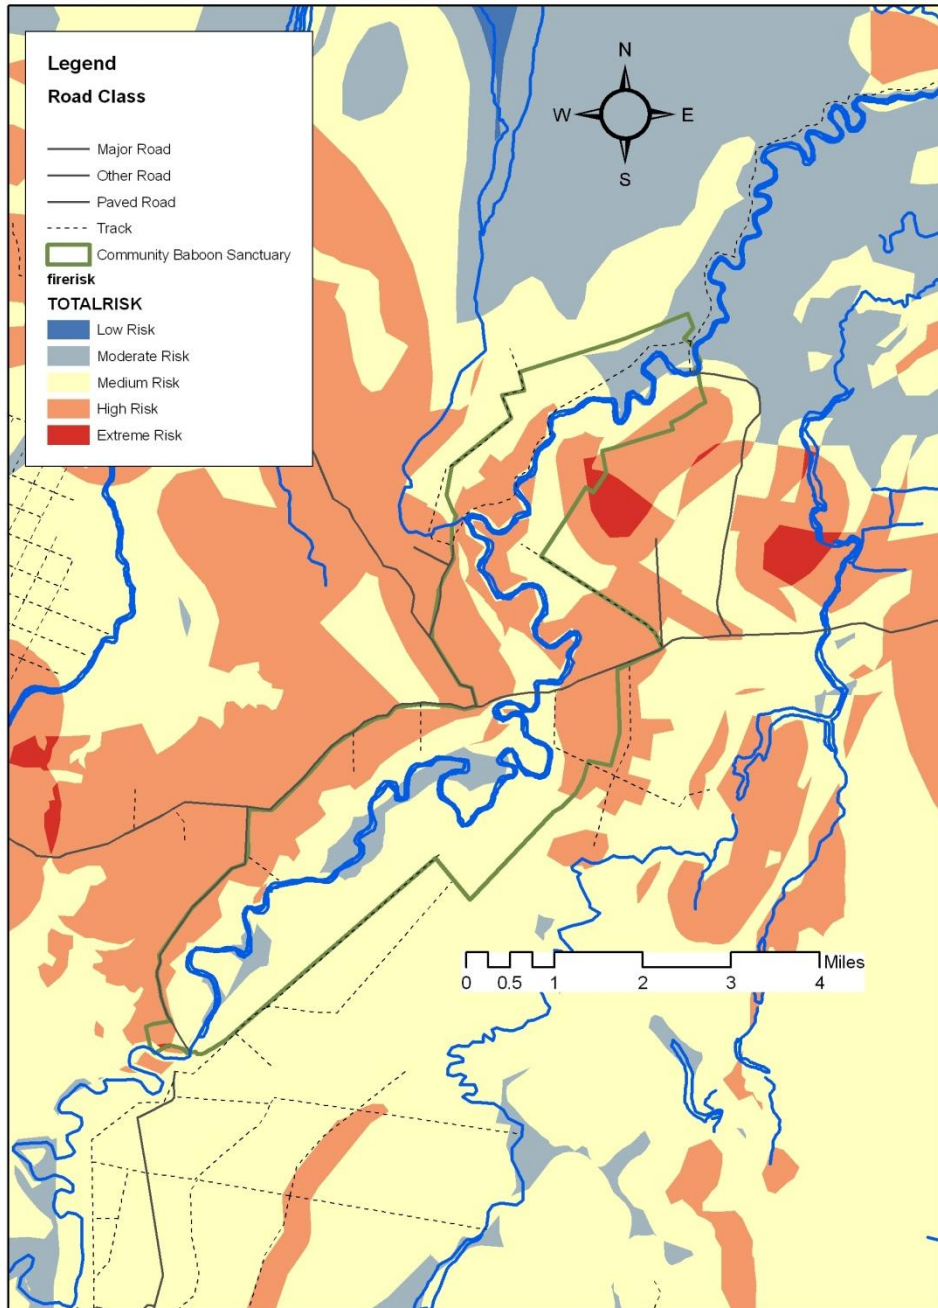 Legend
Road Class
Major Road
Other Road
Paved Road
Track
Community Baboon Sanctuary
firerisk
TOTALRISK
Low Risk
Moderate Risk
Medium Risk
High Risk
Extreme Risk
N
W E
S
Miles
0 0.5 1 2 3 4